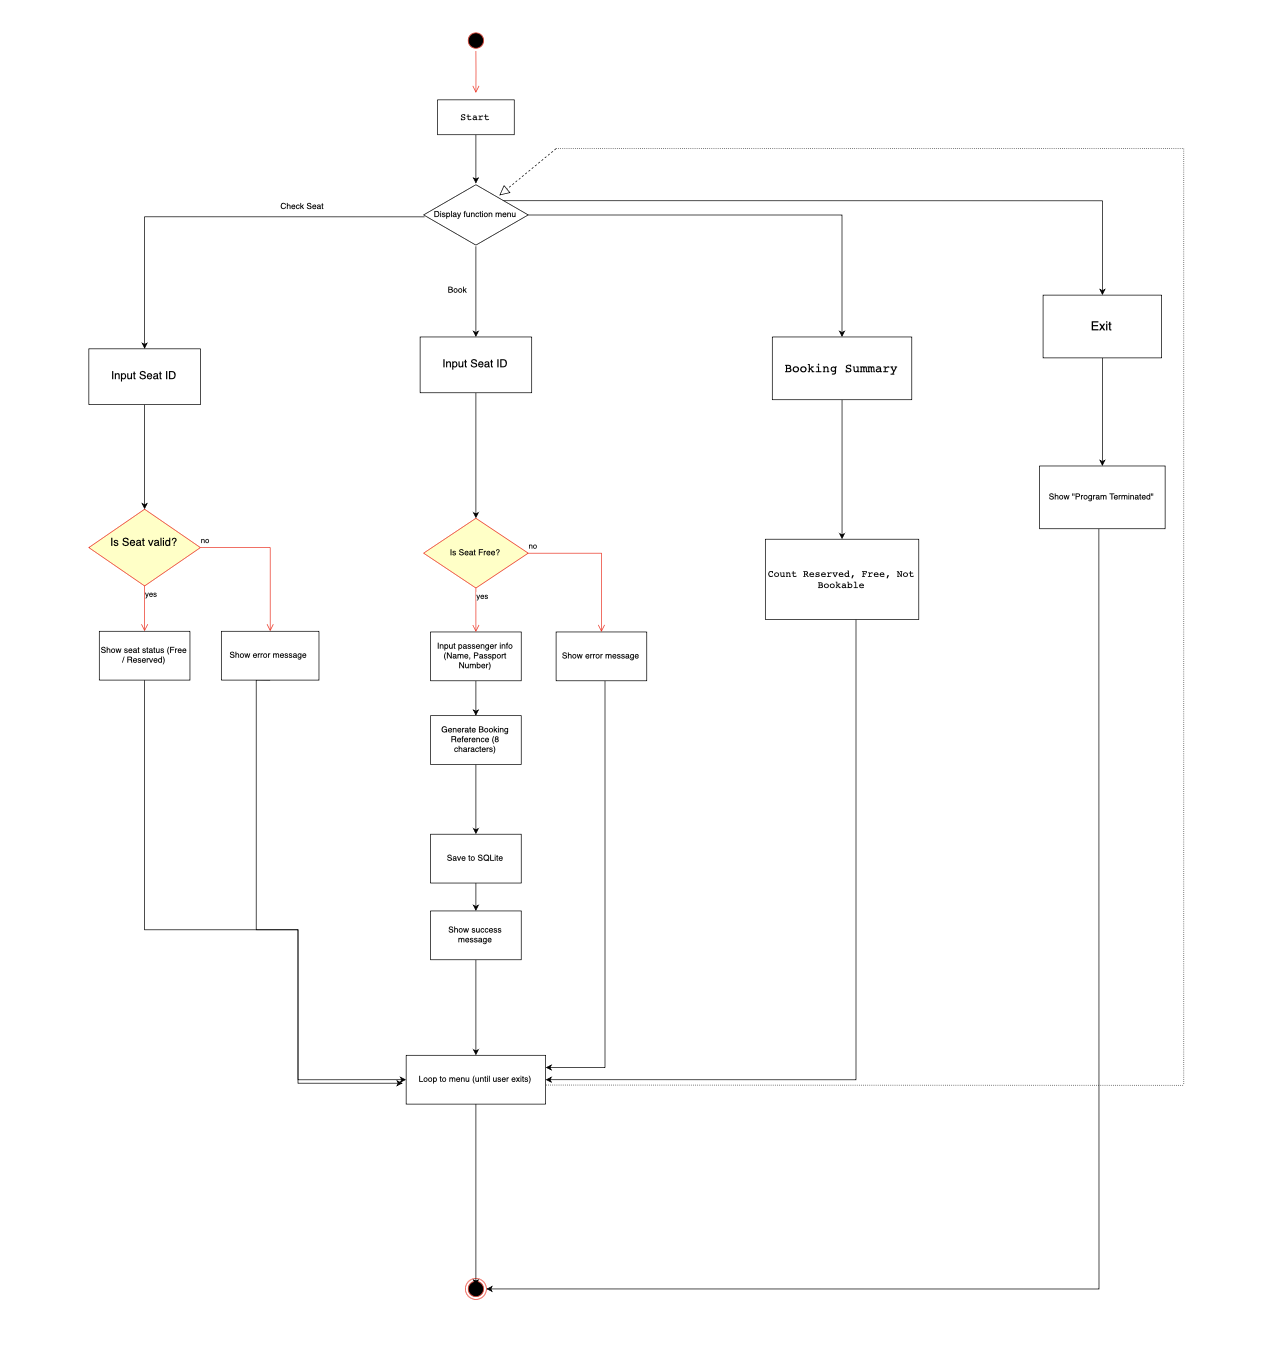 Start
Display function menu
Check Seat
Book
Input Seat ID
Input Seat ID
Booking Summary
Exit
Is Seat valid?
no
yes
Is Seat Free?
no
yes
Count Reserved, Free, Not
Bookable
Show "Program Terminated"
Show seat status (Free
/ Reserved)
Show error message
Input passenger info
(Name, Passport
Number)
Show error message
Generate Booking
Reference (8
characters)
Save to SQLite
Show success
message
Loop to menu (until user exits)